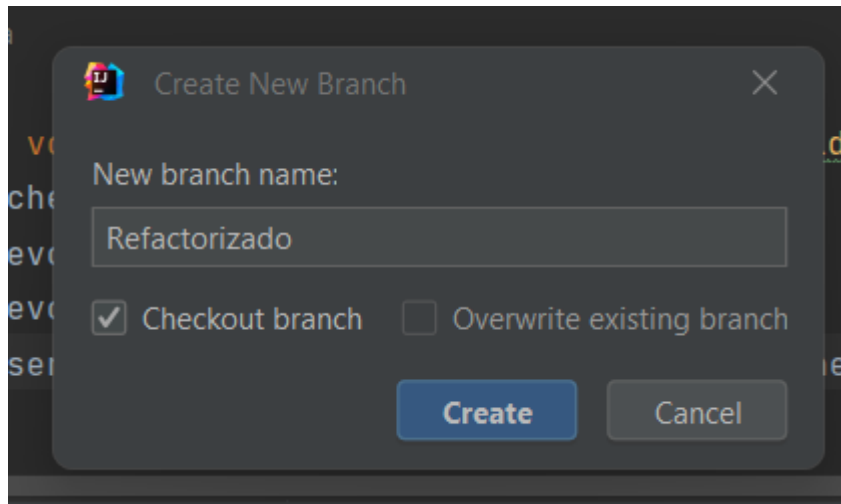 Create New Branch
New branch name:
Refactorizado
Checkout branch Overwrite existing branch
Create Cancel